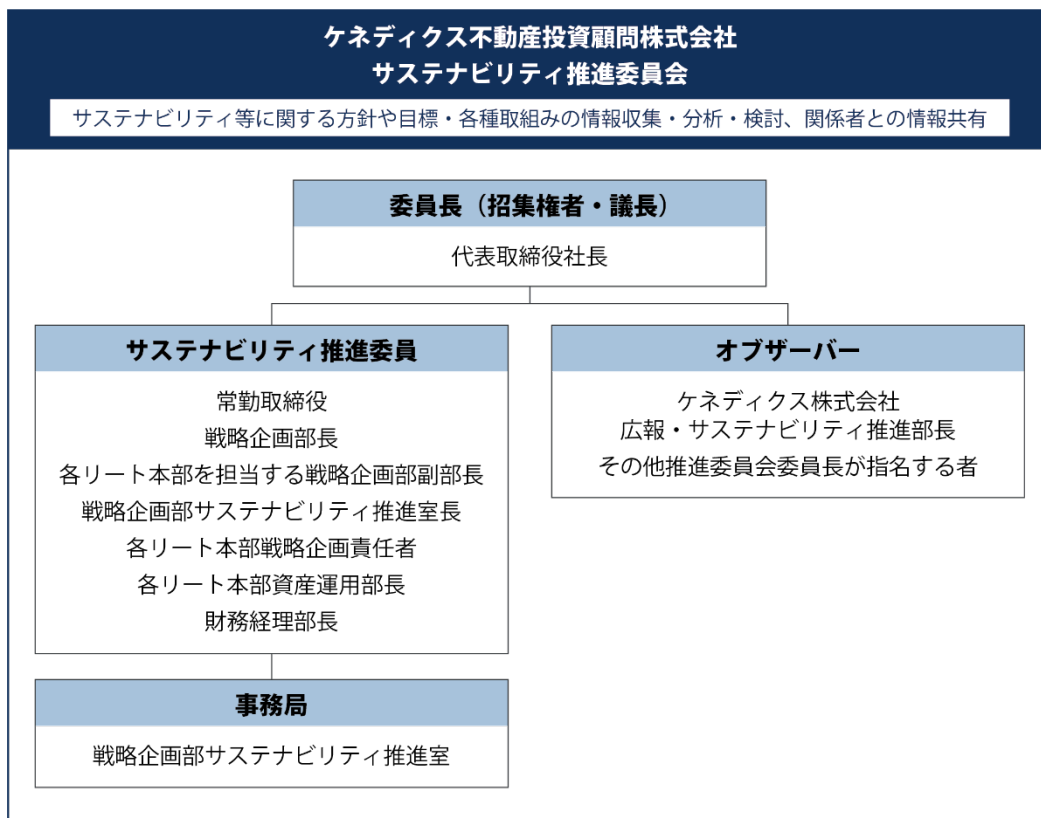 ケネディクス不動産投資顧問株式会社
サステナビリティ推進委員会
サステナビリティ等に関する方針や目標・各種取組みの情報収集・分析・検討、関係者との情報共有
委員長（招集権者・議長）
代表取締役社長
サステナビリティ推進委員
常勤取締役
戦略企画部長
各リート本部を担当する戦略企画部副部長
戦略企画部サステナビリティ推進室長
各リート本部戦略企画責任者
各リート本部資産運用部長
財務経理部長
オブザーバー
ケネディクス株式会社
広報・サステナビリティ推進部長
その他推進委員会委員長が指名する者
事務局
戦略企画部サステナビリティ推進室